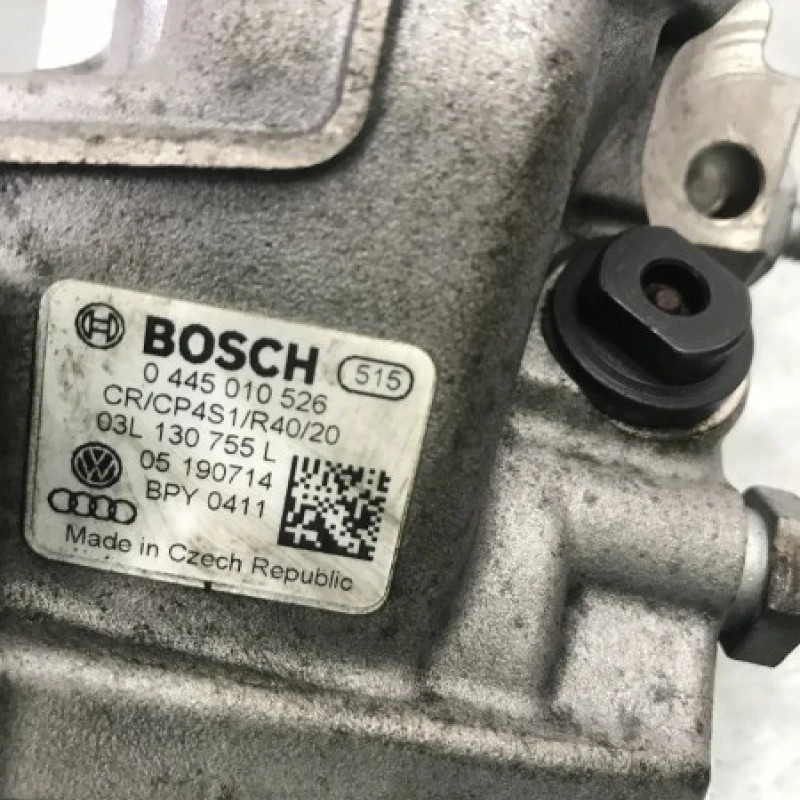 BOSCH 515
0 445 010 526
CR/CP4S1/R40/20
03L 130 755 L
05 190714
BPY 0411
Made in Czech Republic